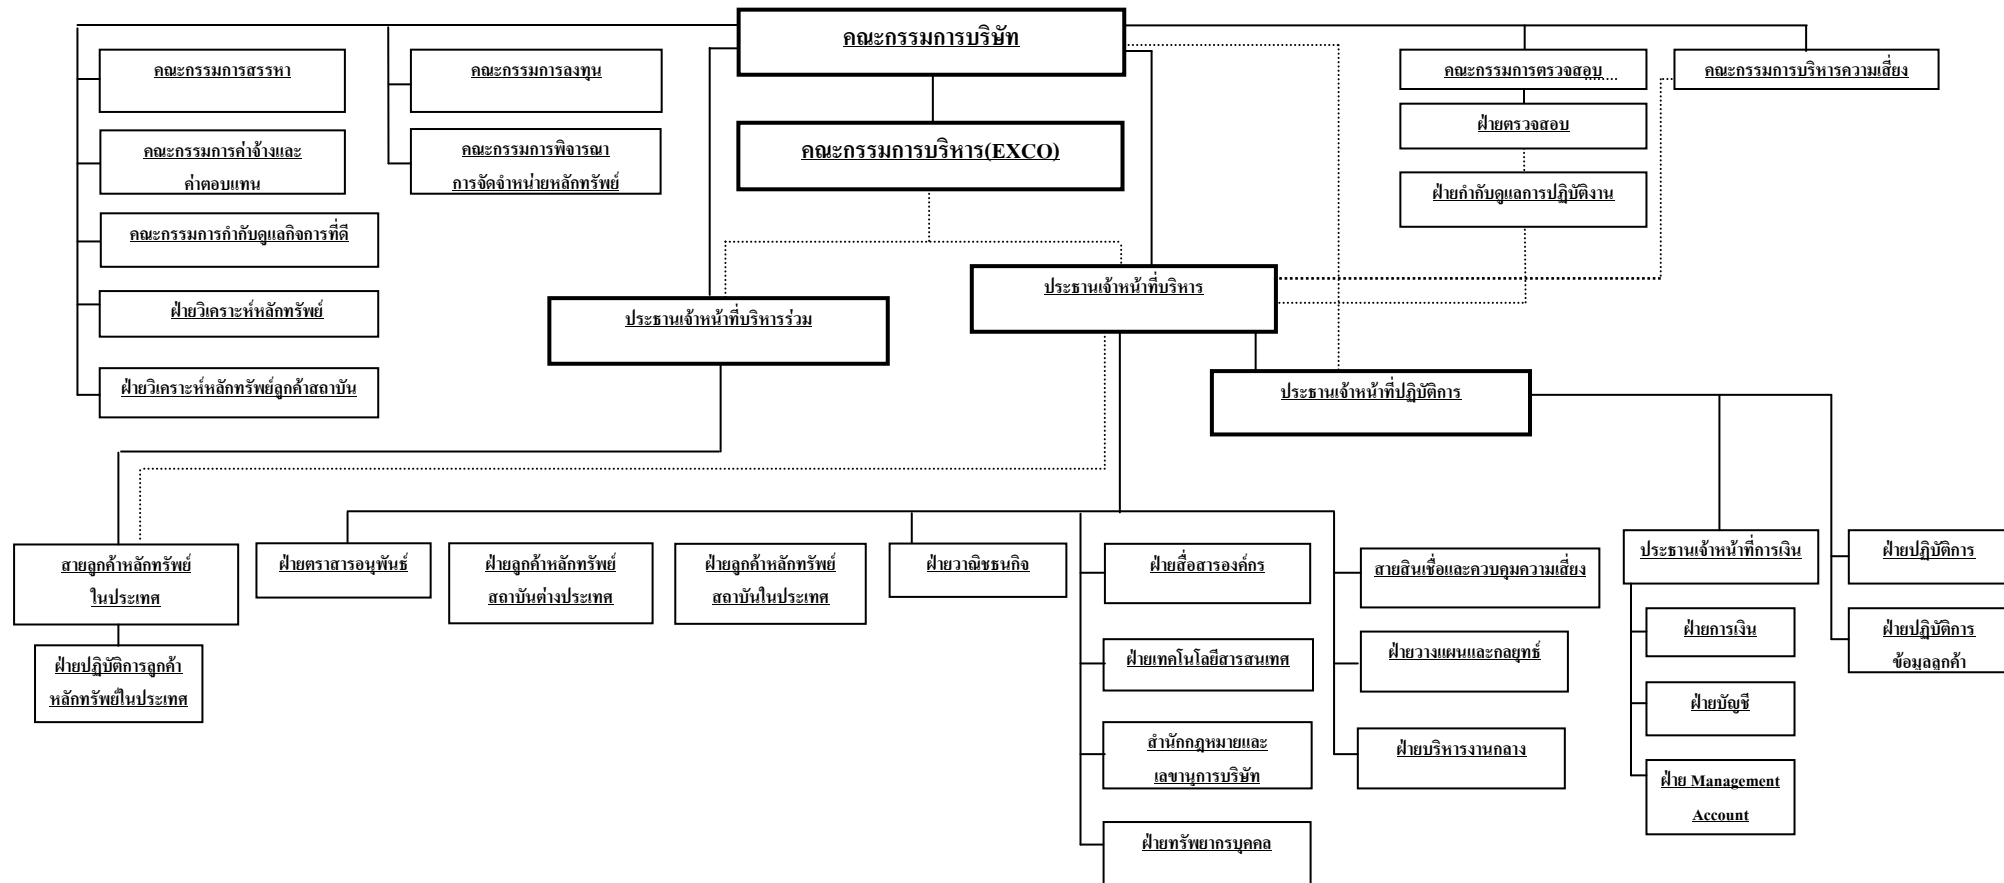 คณะกรรมการบริษัท
คณะกรรมการสรรหา
คณะกรรมการลงทุน
คณะกรรมการตรวจสอบ
คณะกรรมการบริหารความเสี่ยง
ฝ่ายตรวจสอบ
คณะกรรมการค่าจ้างและ
ค่าตอบแทน
คณะกรรมการพิจารณา
การจัดจำหน่ายหลักทรัพย์
คณะกรรมการบริหาร(EXCO)
ฝ่ายกำกับดูแลการปฏิบัติงาน
คณะกรรมการกำกับดูแลกิจการที่ดี
ประธานเจ้าหน้าที่บริหาร
ฝ่ายวิเคราะห์หลักทรัพย์
ประธานเจ้าหน้าที่บริหารร่วม
ฝ่ายวิเคราะห์หลักทรัพย์ลูกค้าสถาบัน
ประธานเจ้าหน้าที่ปฏิบัติการ
สายลูกค้าหลักทรัพย์
ในประเทศ
ฝ่ายตราสารอนุพันธ์
ฝ่ายลูกค้าหลักทรัพย์
สถาบันต่างประเทศ
ฝ่ายลูกค้าหลักทรัพย์
สถาบันในประเทศ
ฝ่ายวาณิชธนกิจ
ฝ่ายสื่อสารองค์กร
สายสินเชื่อและควบคุมความเสี่ยง
ประธานเจ้าหน้าที่การเงิน
ฝ่ายปฏิบัติการ
ฝ่ายปฏิบัติการลูกค้า
หลักทรัพย์ในประเทศ
ฝ่ายเทคโนโลยีสารสนเทศ
ฝ่ายวางแผนและกลยุทธ์
ฝ่ายการเงิน
ฝ่ายปฏิบัติการ
ข้อมูลลูกค้า
ฝ่ายบัญชี
สำนักกฎหมายและ
เลขานุการบริษัท
ฝ่ายบริหารงานกลาง
ฝ่าย Management
Account
ฝ่ายทรัพยากรบุคคล